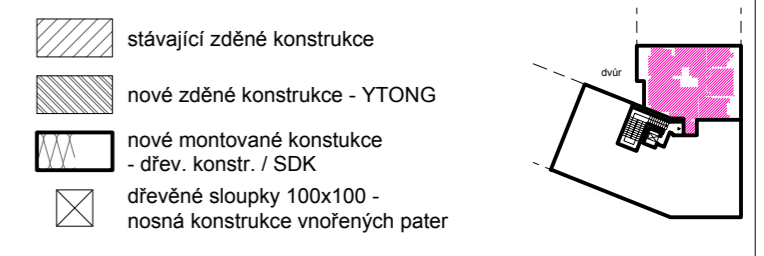 stávající zděné konstrukce
nové zděné konstrukce - YTONG
nové montované konstukce
- dřev. konstr. / SDK
dřevěné sloupky 100x100 -
nosná konstrukce vnořených pater
dvůr